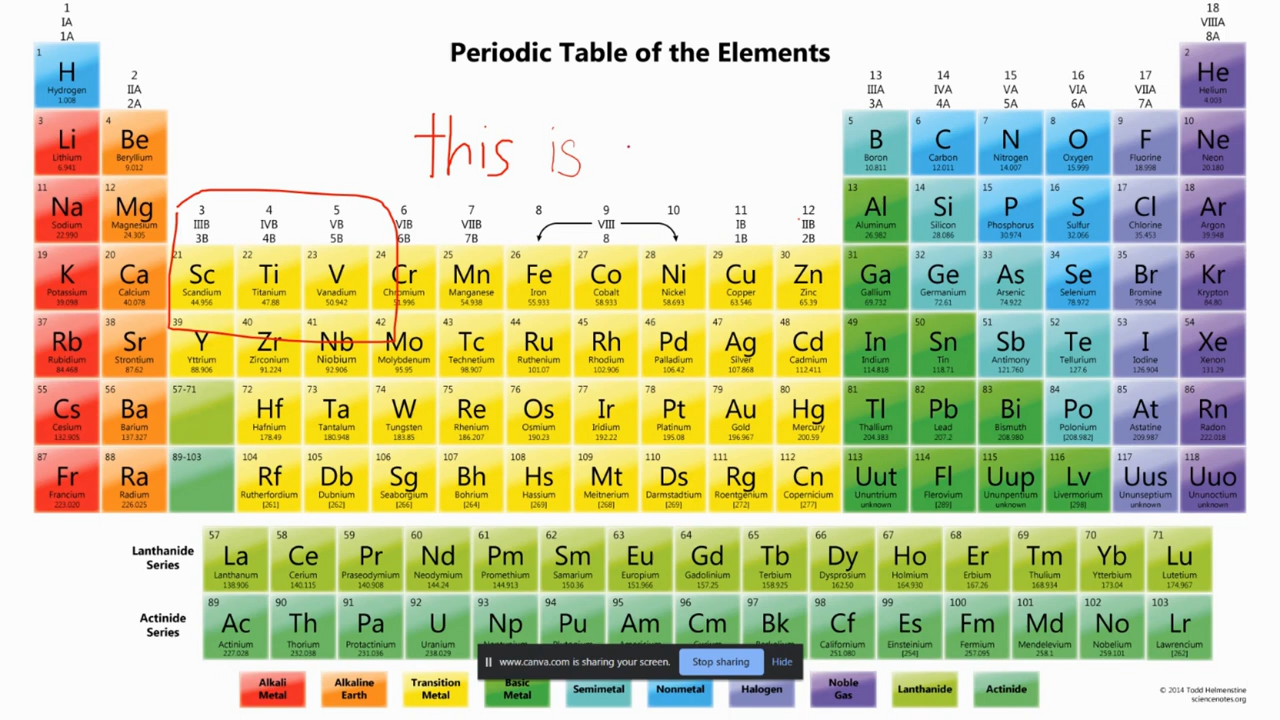 1
IA
1A
18
VIIIA
8A
Periodic Table of the Elements
1
H
Hydrogen
1.008
2
He
Helium
4.003
2
IIA
2A
13
IIIA
3A
14
IVA
4A
15
VA
5A
16
VIA
6A
17
VIIA
7A
this is
3
Li
Lithium
6.941
4
Be
Beryllium
9.012
5
B
Boron
10.811
6
C
Carbon
12.011
7
N
Nitrogen
14.007
8
O
Oxygen
15.999
9
F
Fluorine
18.998
10
Ne
Neon
20.180
11
Na
Sodium
22.990
12
Mg
Magnesium
24.305
3
IIIB
3B
4
IVB
4B
5
VB
5B
6
VIB
6B
7
VIIB
7B
8
9
10
VIII
8
11
IB
1B
12
IIB
2B
13
Al
Aluminum
26.982
14
Si
Silicon
28.086
15
P
Phosphorus
30.974
16
S
Sulfur
32.066
17
Cl
Chlorine
35.453
18
Ar
Argon
39.948
19
K
Potassium
39.098
20
Ca
Calcium
40.078
21
Sc
Scandium
44.956
22
Ti
Titanium
47.88
23
V
Vanadium
50.942
24
Cr
Chromium
51.996
25
Mn
Manganese
54.938
26
Fe
Iron
55.933
27
Co
Cobalt
58.933
28
Ni
Nickel
58.693
29
Cu
Copper
63.546
30
Zn
Zinc
65.39
31
Ga
Gallium
69.732
32
Ge
Germanium
72.61
33
As
Arsenic
74.922
34
Se
Selenium
78.972
35
Br
Bromine
79.904
36
Kr
Krypton
84.80
37
Rb
Rubidium
84.468
38
Sr
Strontium
87.62
39
Y
Yttrium
88.906
40
Zr
Zirconium
91.224
41
Nb
Niobium
92.906
42
Mo
Molybdenum
95.95
43
Tc
Technetium
98.907
44
Ru
Ruthenium
101.07
45
Rh
Rhodium
102.906
46
Pd
Palladium
106.42
47
Ag
Silver
107.868
48
Cd
Cadmium
112.411
49
In
Indium
114.818
50
Sn
Tin
118.71
51
Sb
Antimony
121.760
52
Te
Tellurium
127.6
53
I
Iodine
126.904
54
Xe
Xenon
131.29
55
Cs
Cesium
132.905
56
Ba
Barium
137.327
57-71
72
Hf
Hafnium
178.49
73
Ta
Tantalum
180.948
74
W
Tungsten
183.85
75
Re
Rhenium
186.207
76
Os
Osmium
190.23
77
Ir
Iridium
192.22
78
Pt
Platinum
195.08
79
Au
Gold
196.967
80
Hg
Mercury
200.59
81
Tl
Thallium
204.383
82
Pb
Lead
207.2
83
Bi
Bismuth
208.980
84
Po
Polonium
[208.982]
85
At
Astatine
209.987
86
Rn
Radon
222.018
87
Fr
Francium
223.020
88
Ra
Radium
226.025
89-103
104
Rf
Rutherfordium
[261]
105
Db
Dubnium
[262]
106
Sg
Seaborgium
[266]
107
Bh
Bohrium
[264]
108
Hs
Hassium
[269]
109
Mt
Meitnerium
[268]
110
Ds
Darmstadtium
[269]
111
Rg
Roentgenium
[272]
112
Cn
Copernicium
[277]
113
Uut
Ununtrium
unknown
114
Fl
Flerovium
[289]
115
Uup
Ununpentium
unknown
116
Lv
Livermorium
[298]
117
Uus
Ununseptium
unknown
118
Uuo
Ununoctium
unknown
Lanthanide
Series
57
La
Lanthanum
138.906
58
Ce
Cerium
140.115
59
Pr
Praseodymium
140.908
60
Nd
Neodymium
144.24
61
Pm
Promethium
144.913
62
Sm
Samarium
150.36
63
Eu
Europium
151.966
64
Gd
Gadolinium
157.25
65
Tb
Terbium
158.925
66
Dy
Dysprosium
162.50
67
Ho
Holmium
164.930
68
Er
Erbium
167.26
69
Tm
Thulium
168.934
70
Yb
Ytterbium
173.04
71
Lu
Lutetium
174.967
Actinide
Series
89
Ac
Actinium
227.028
90
Th
Thorium
232.038
91
Pa
Protactinium
231.036
92
U
Uranium
238.029
93
Np
94
Pu
95
Am
96
Cm
97
Bk
98
Cf
Californium
251.080
99
Es
Einsteinium
[254]
100
Fm
Fermium
257.095
101
Md
Mendelevium
258.1
102
No
Nobelium
259.101
103
Lr
Lawrencium
[262]
www.canva.com is sharing your screen.
Stop sharing
Hide
Alkali
Metal
Alkaline
Earth
Transition
Metal
Basic
Metal
Semimetal
Nonmetal
Halogen
Noble
Gas
Lanthanide
Actinide
© 2014 Todd Helmenstine
sciencenotes.org